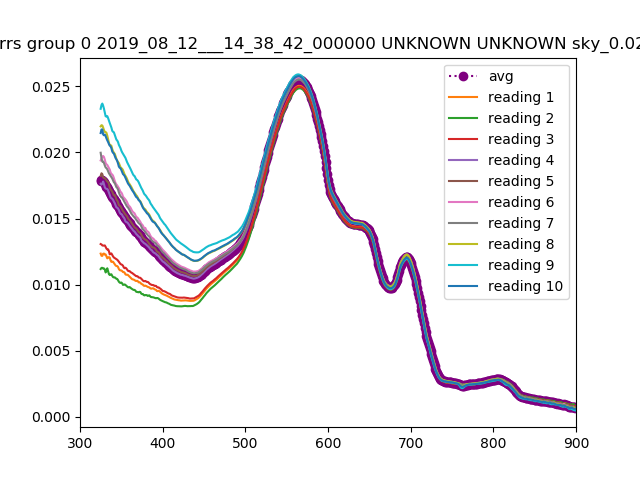 rrs group 0 2019_08_12___14_38_42_000000 UNKNOWN UNKNOWN sky_0.02
0.025
0.020
0.015
0.010
0.005
0.000
300 400 500 600 700 800 900
avg
reading 1
reading 2
reading 3
reading 4
reading 5
reading 6
reading 7
reading 8
reading 9
reading 10